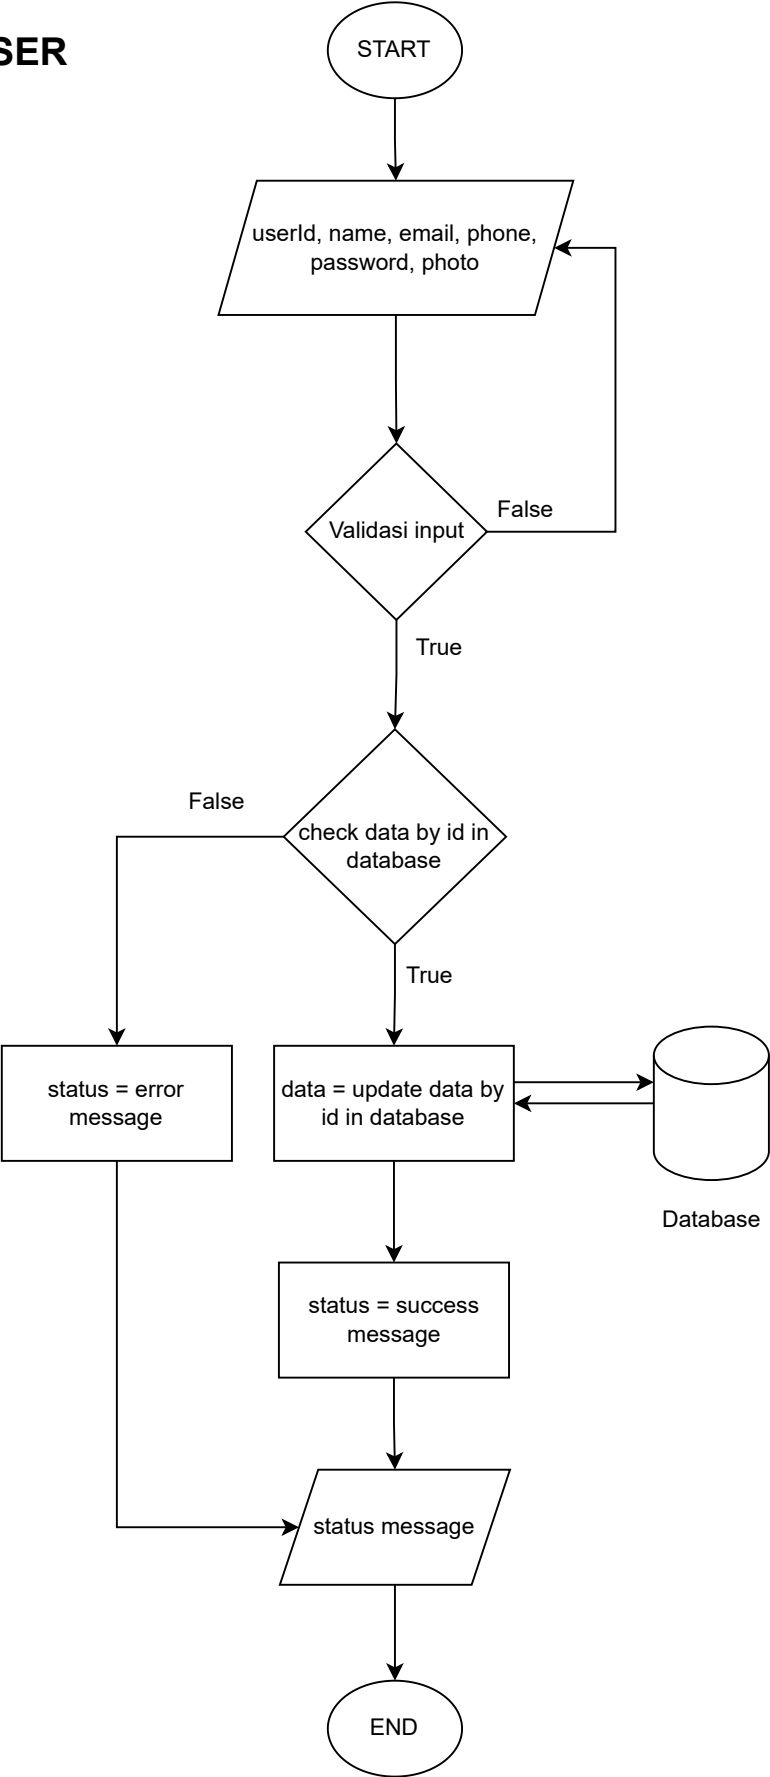 SER
START
userId, name, email, phone,
password, photo
Validasi input
False
True
False
check data by id in
database
True
status = error
message
data = update data by
id in database
Database
status = success
message
status message
END